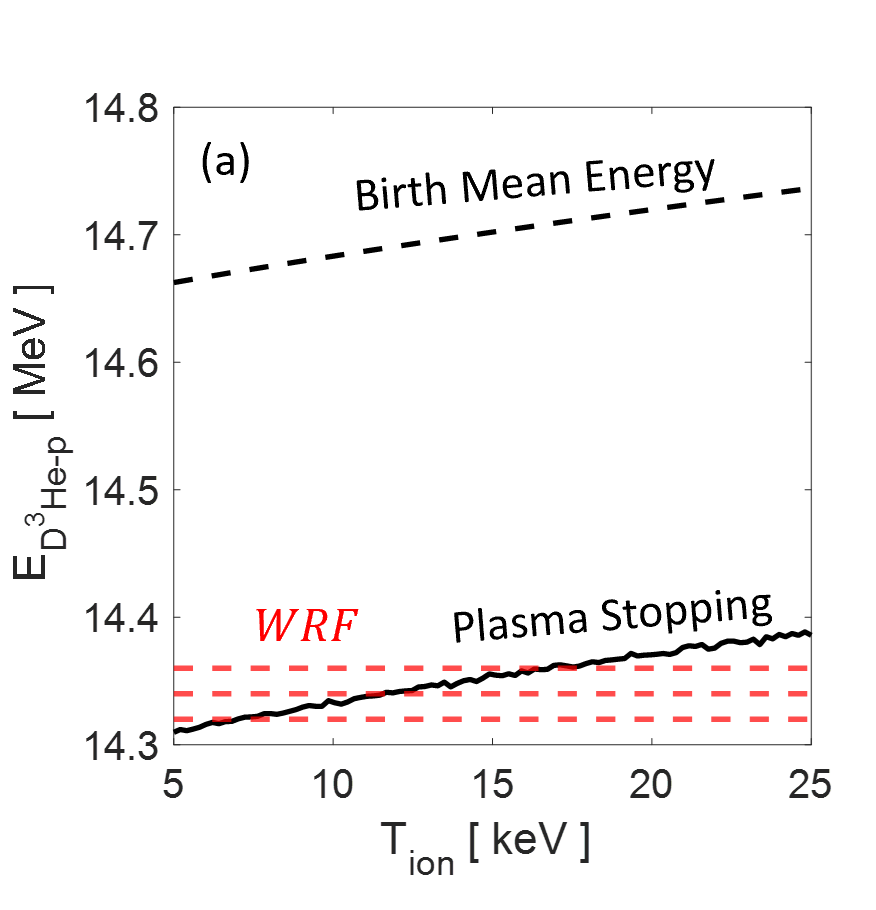 (a)
Birth Mean Energy
WRF
Plasma Stopping
E_D³He-p [ MeV ]
14.8
14.7
14.6
14.5
14.4
14.3
5 10 15 20 25
T_ion [ keV ]